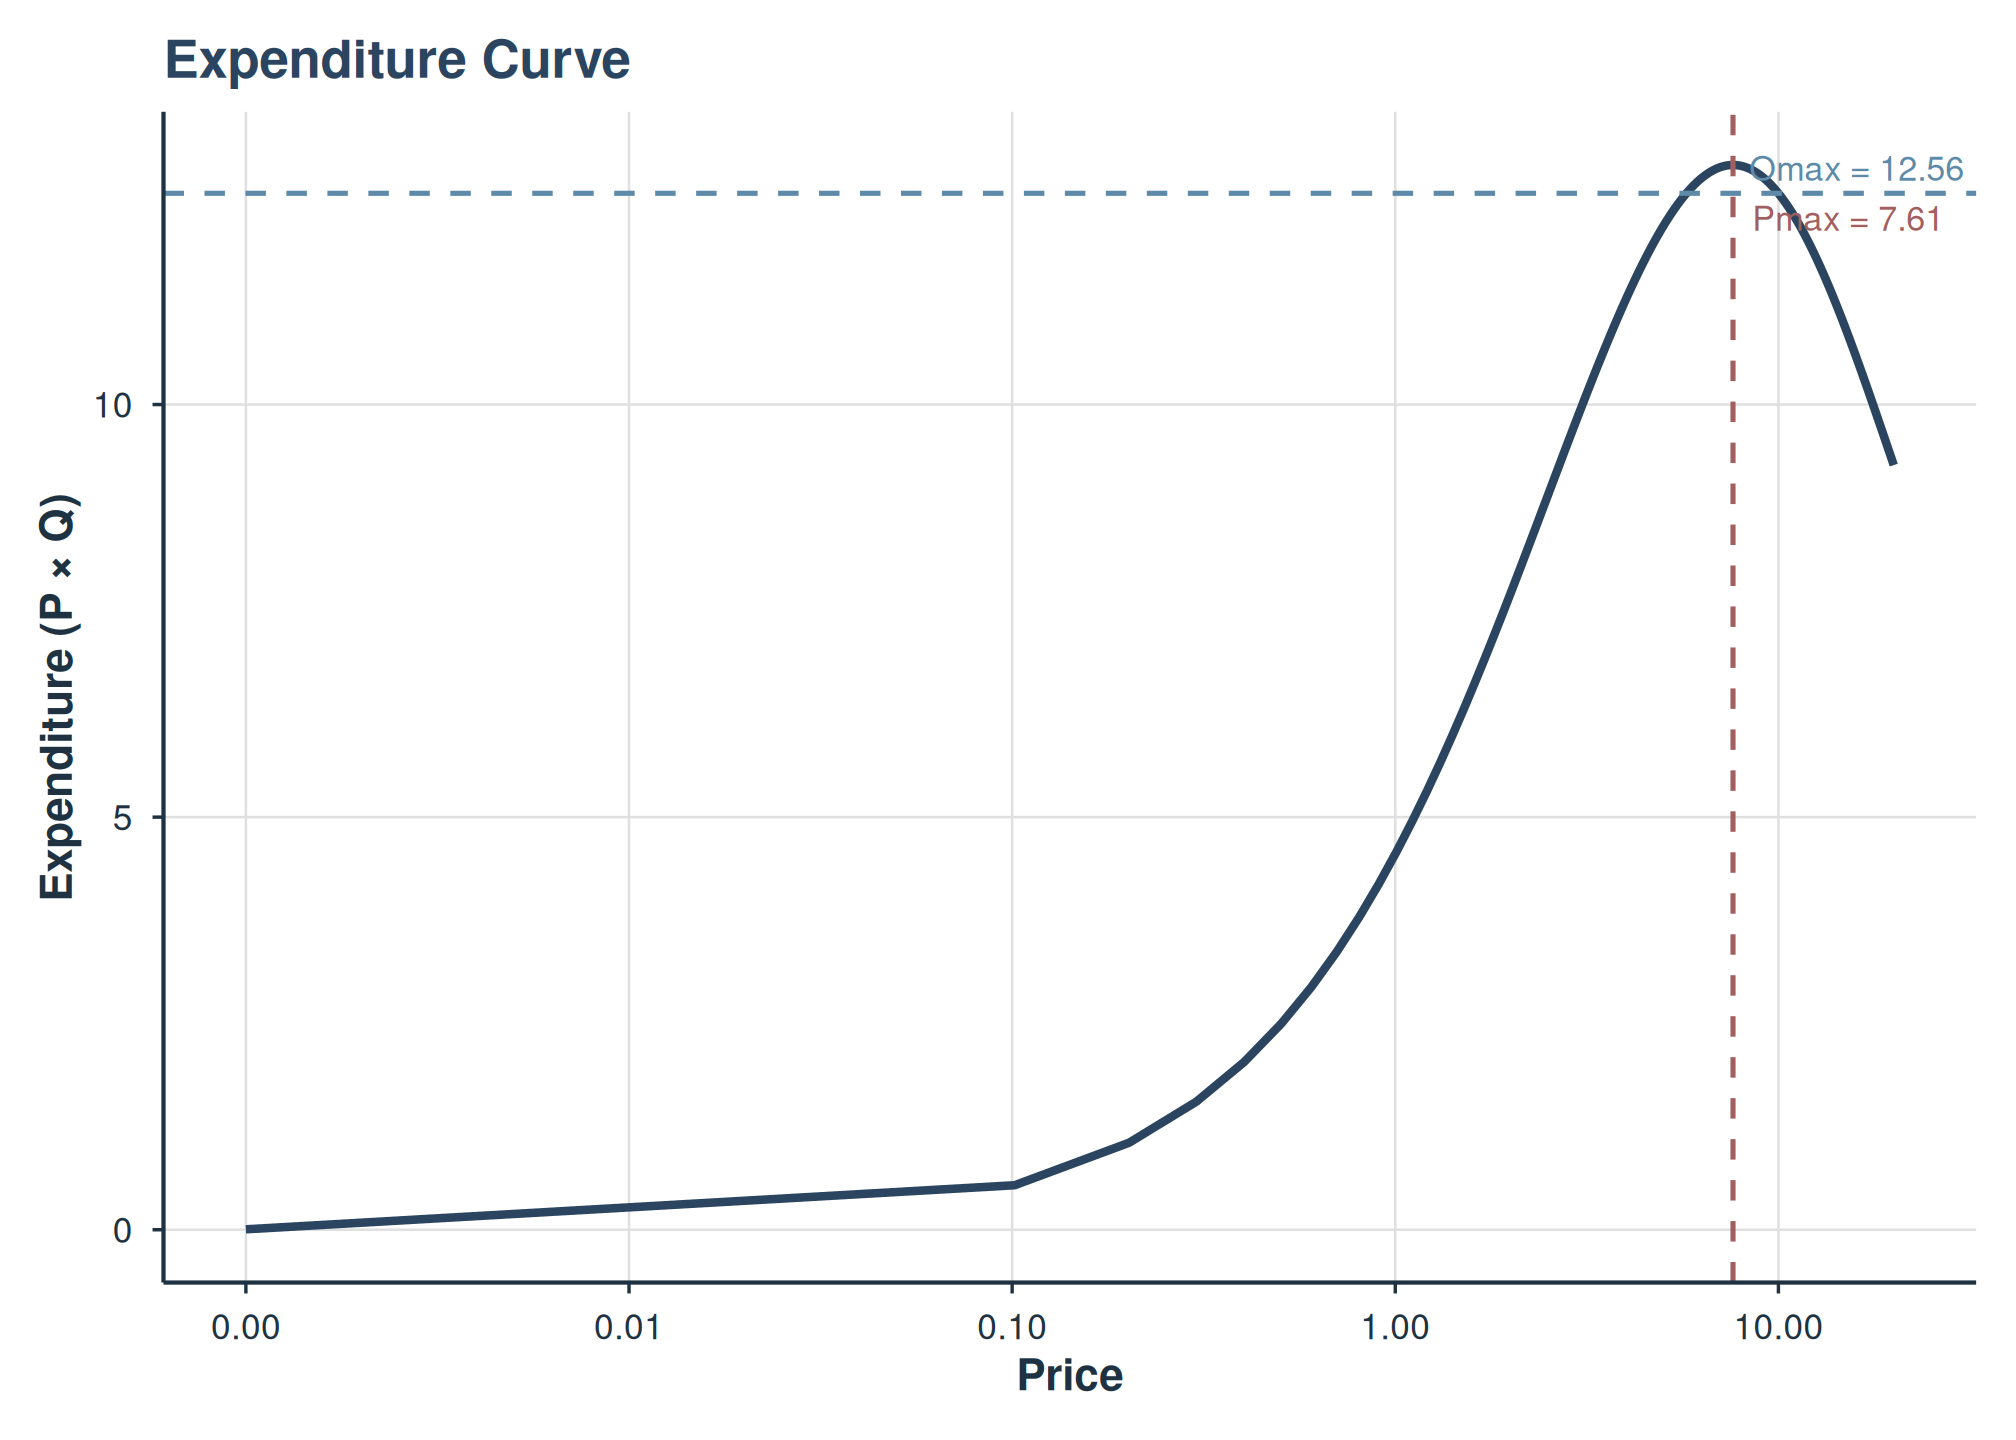 Expenditure Curve
Omax = 12.56
Pmax = 7.61
10
5
0
Expenditure (P × Q)
0.00 0.01 0.10 1.00 10.00
Price